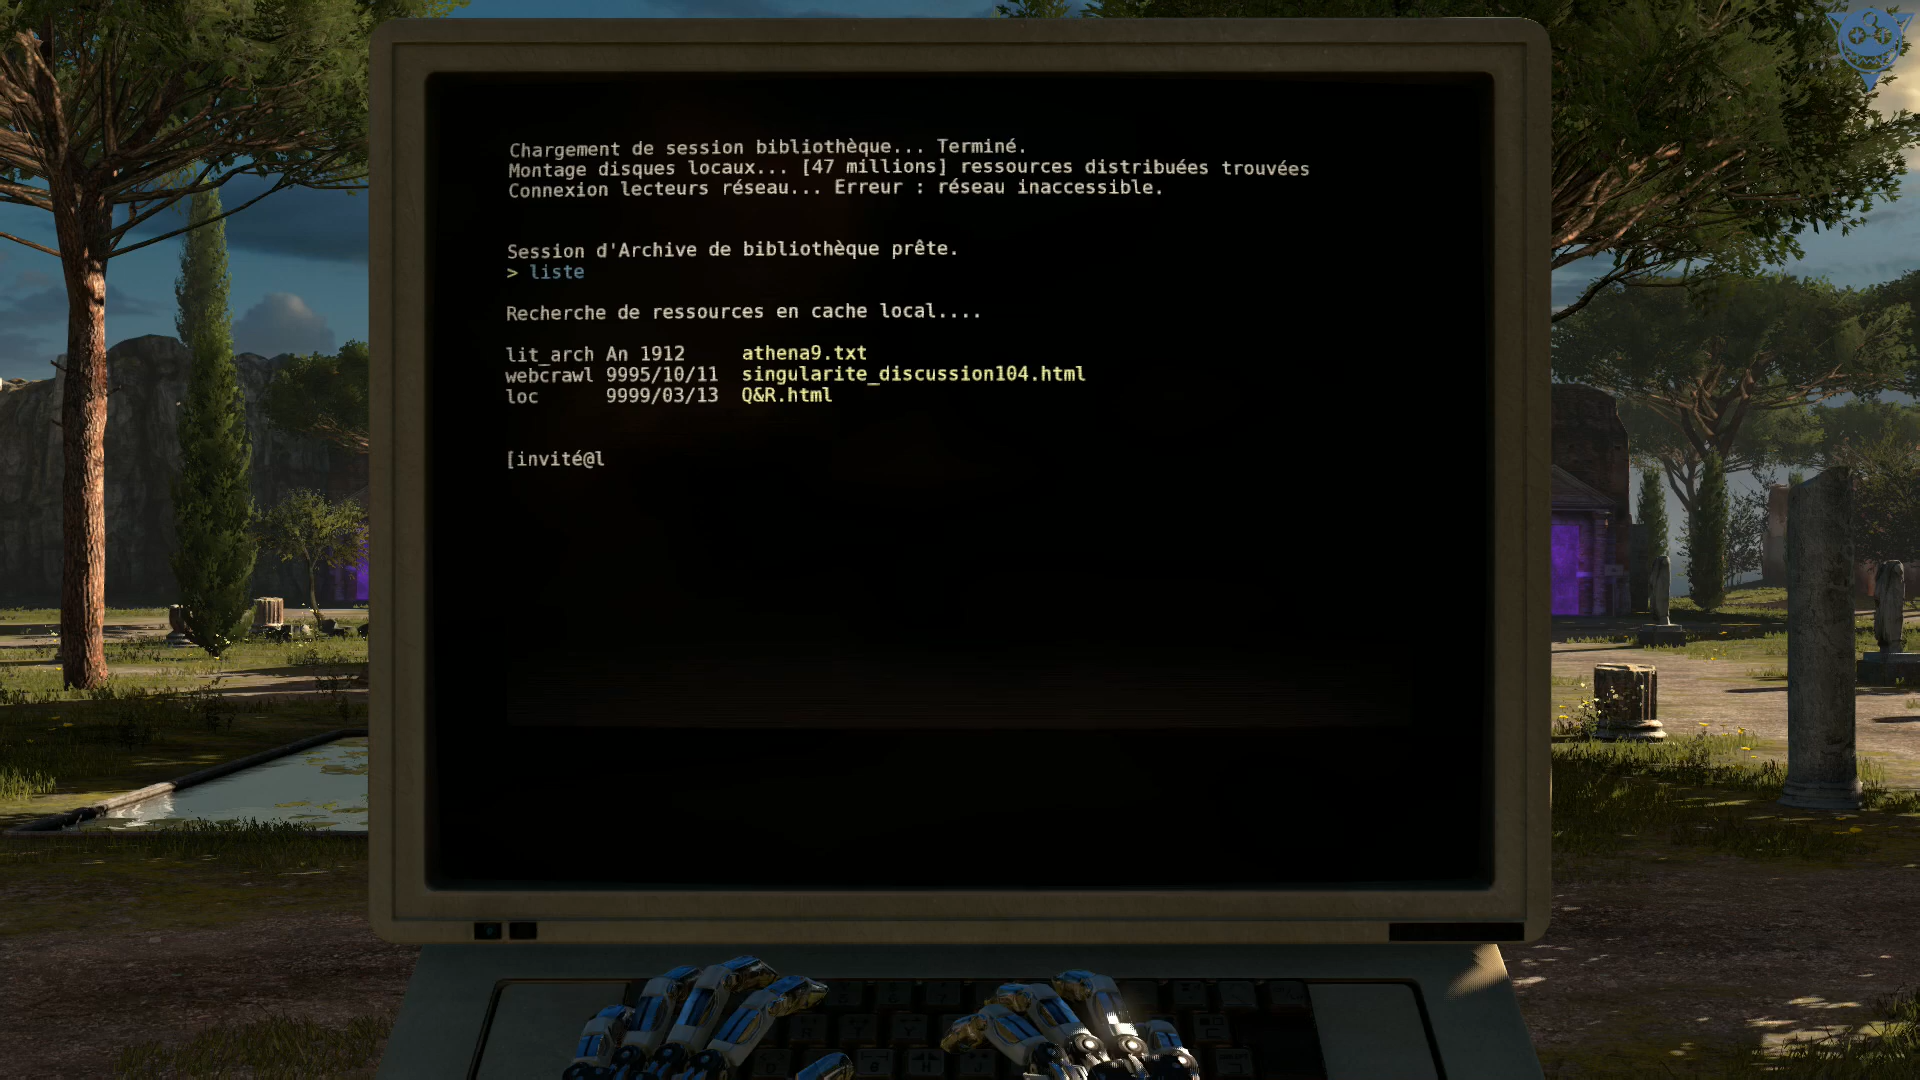 Chargement de session bibliothèque... Terminé.
Montage disques locaux... [47 millions] ressources distribuées trouvées
Connexion lecteurs réseau... Erreur : réseau inaccessible.
Session d'Archive de bibliothèque prête.
> liste
Recherche de ressources en cache local....
lit_arch An 1912 athena9.txt
webcrawl 9995/10/11 singularite_discussion104.html
loc 9999/03/13 Q&R.html
[invité@l